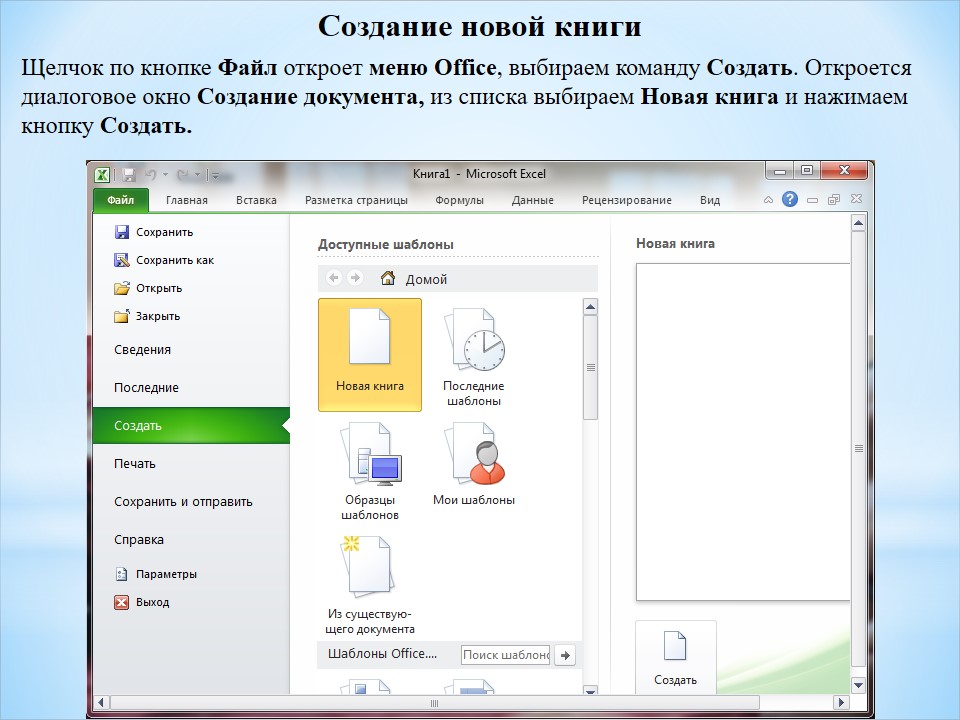 Создание новой книги
Щелчок по кнопке Файл откроет меню Office, выбираем команду Создать. Откроется
диалоговое окно Создание документа, из списка выбираем Новая книга и нажимаем
кнопку Создать.
Книга1 - Microsoft Excel
Файл Главная Вставка Разметка страницы Формулы Данные Рецензирование Вид
Сохранить
Сохранить как
Открыть
Закрыть
Сведения
Последние
Создать
Печать
Сохранить и отправить
Справка
Параметры
Выход
Доступные шаблоны
Домой
Новая книга
Последние
шаблоны
Образцы
шаблонов
Мои шаблоны
Из существую-
щего документа
Шаблоны Office....
Поиск шаблоно
Новая книга
Создать